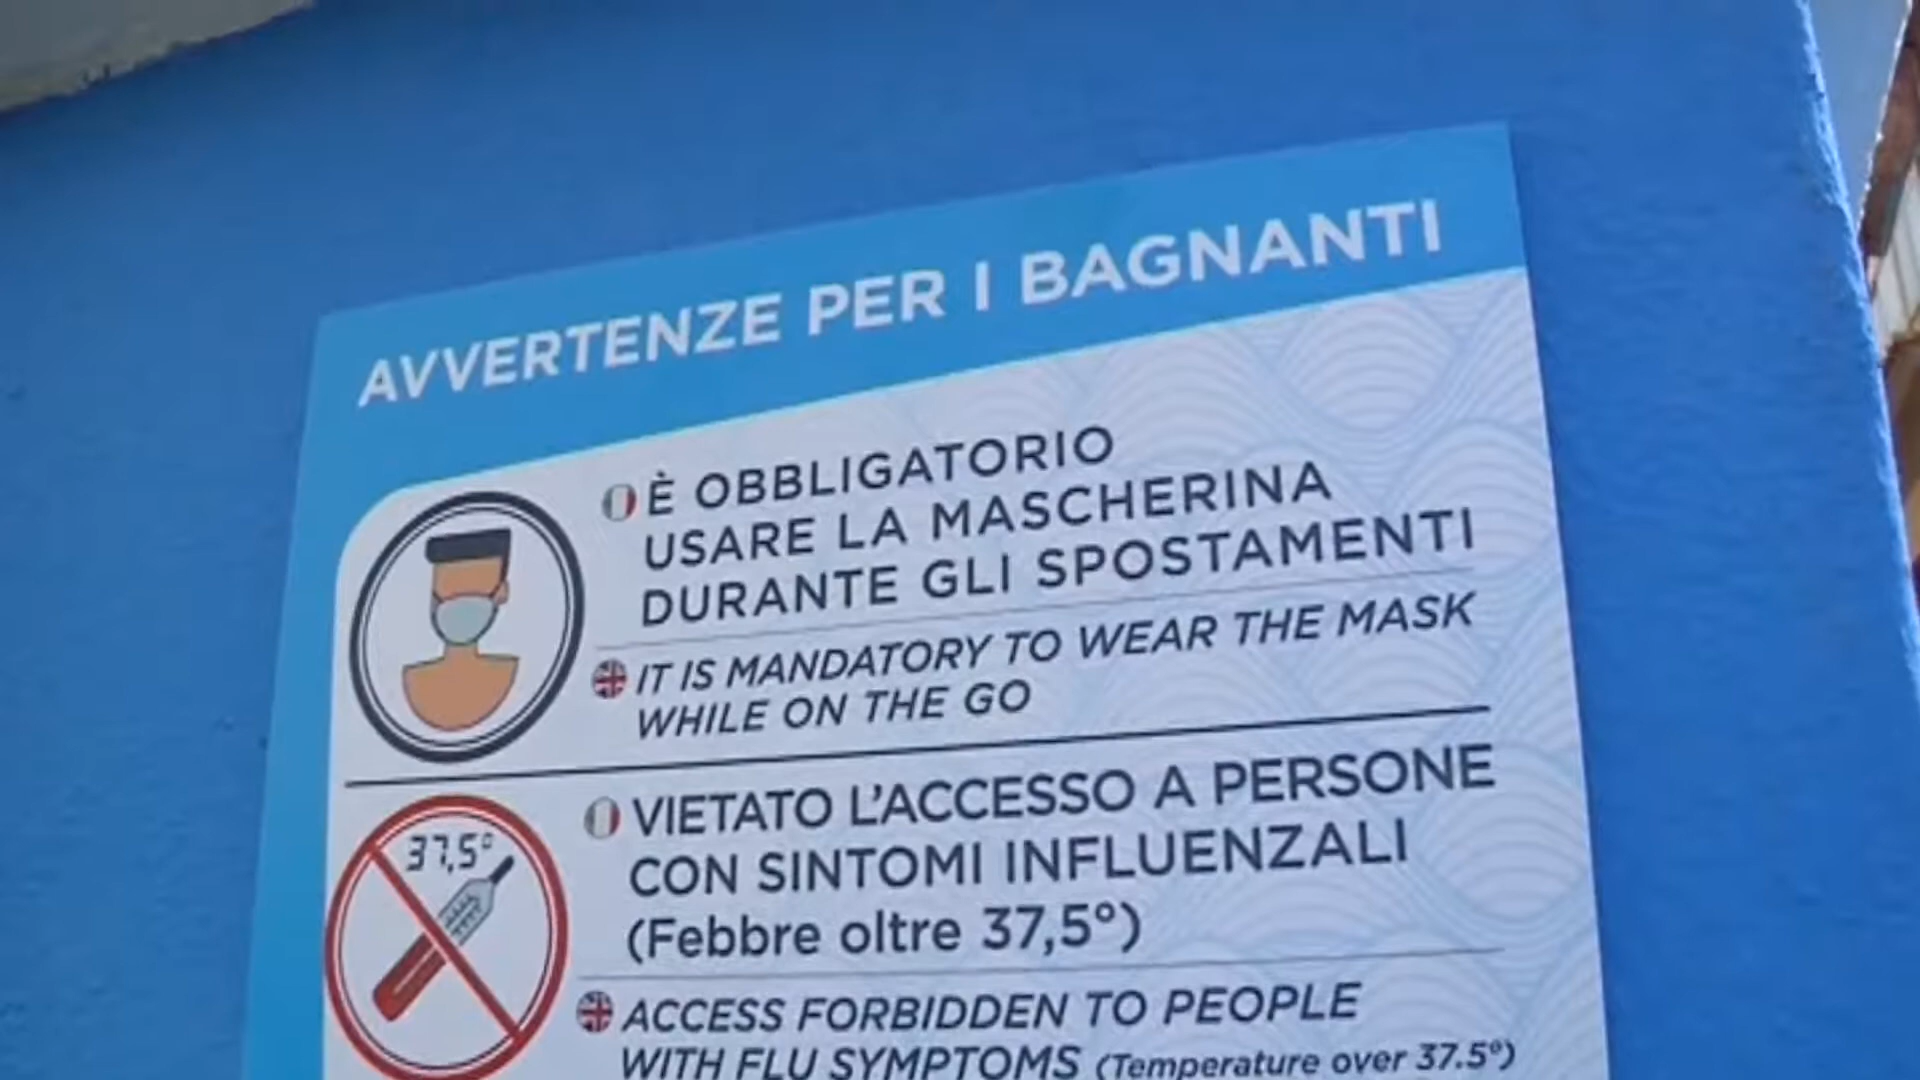 AVVERTENZE PER I BAGNANTI
È OBBLIGATORIO
USARE LA MASCHERINA
DURANTE GLI SPOSTAMENTI
IT IS MANDATORY TO WEAR THE MASK
WHILE ON THE GO
37,5°
VIETATO L'ACCESSO A PERSONE
CON SINTOMI INFLUENZALI
(Febbre oltre 37,5°)
ACCESS FORBIDDEN TO PEOPLE
WITH FLU SYMPTOMS (Temperature over 37.5°)